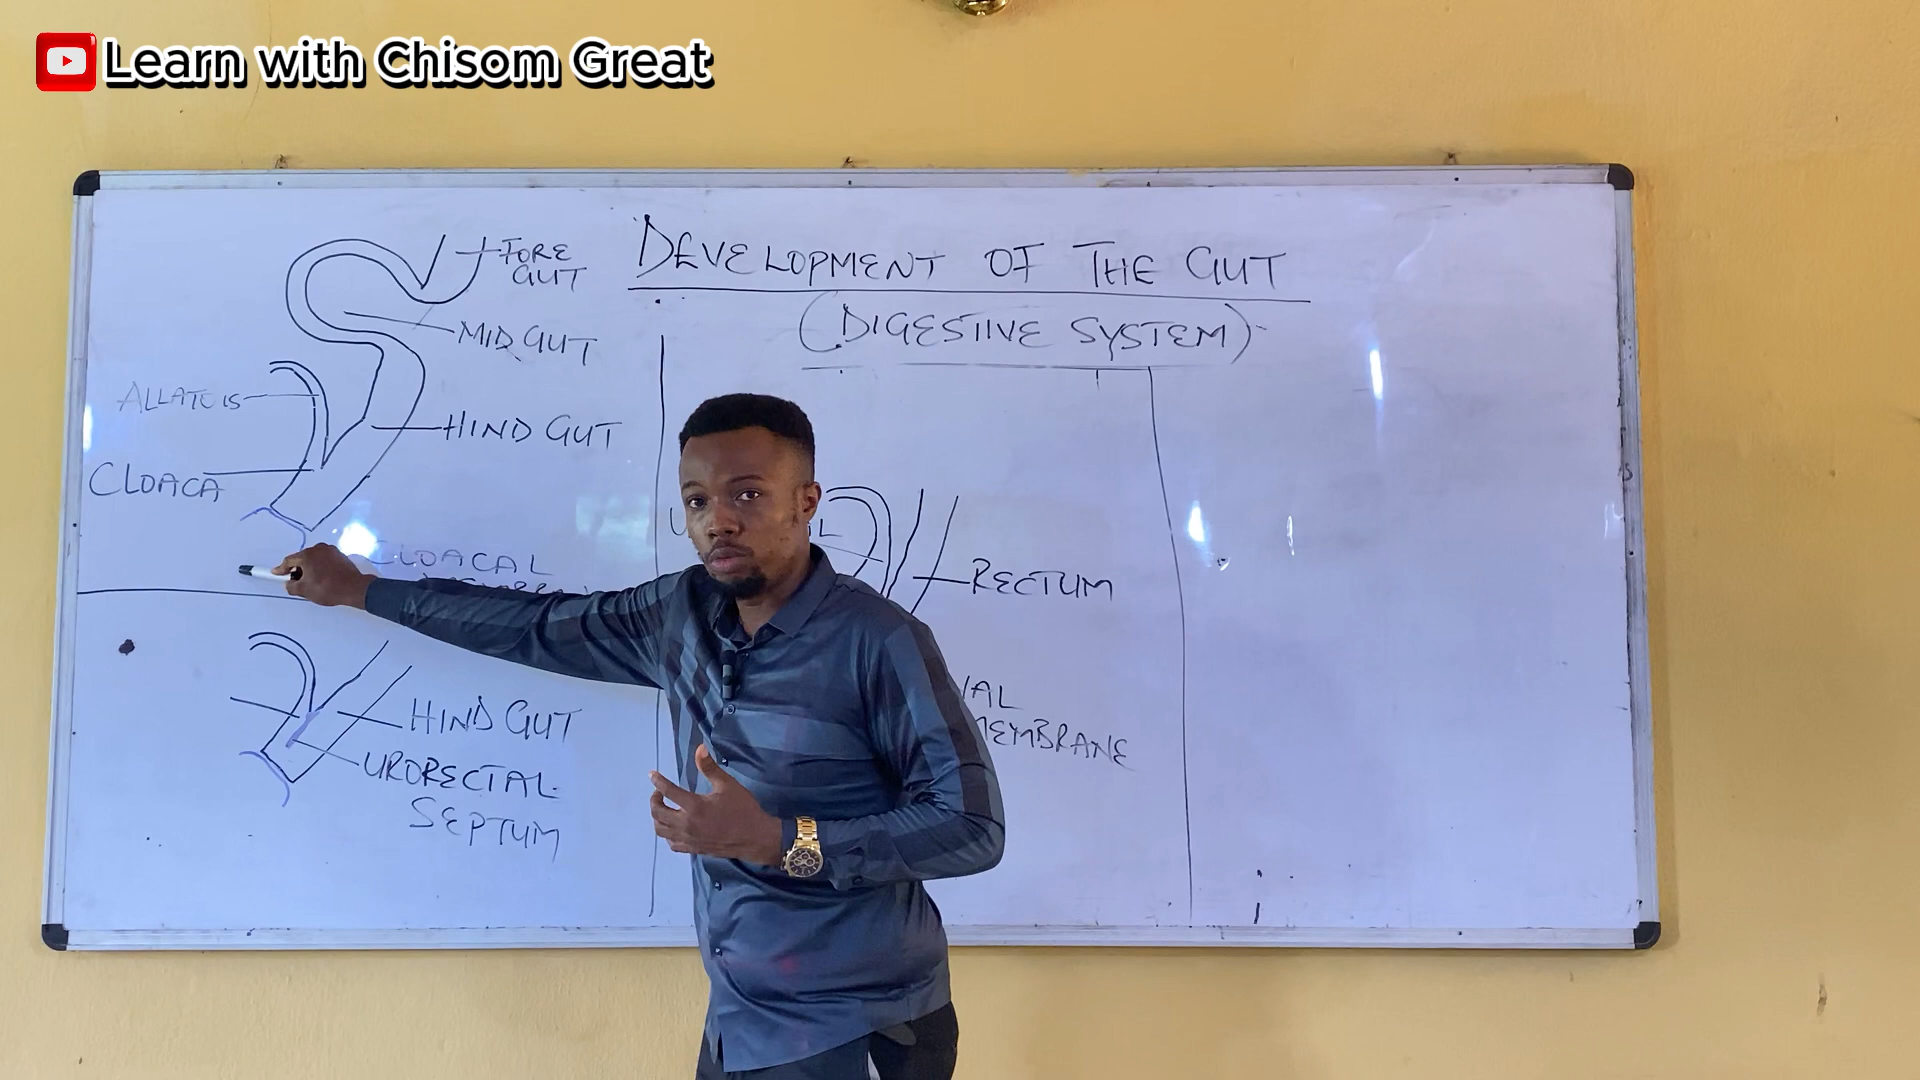 Learn with Chisom Great
DEVELOPMENT OF THE GUT
(DIGESTIVE SYSTEM)
FORE
GUT
MID GUT
ALLATOIS
HIND GUT
CLOACA
CLOACAL
RECTUM
HIND GUT
URORECTAL
SEPTUM
MEMBRANE